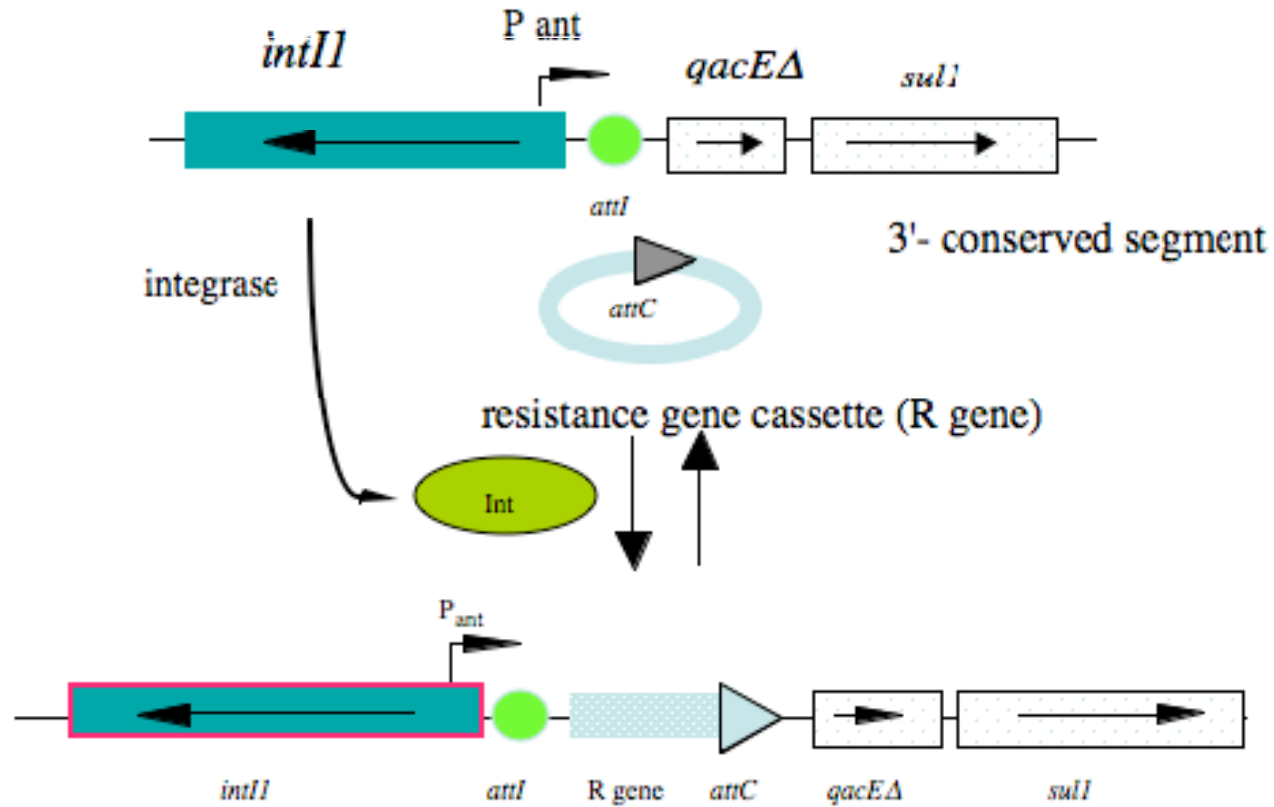 intI1
P ant
qacEΔ
sul1
attI
3'- conserved segment
integrase
attC
resistance gene cassette (R gene)
Int
Pant
intI1 attI R gene attC qacEΔ sul1